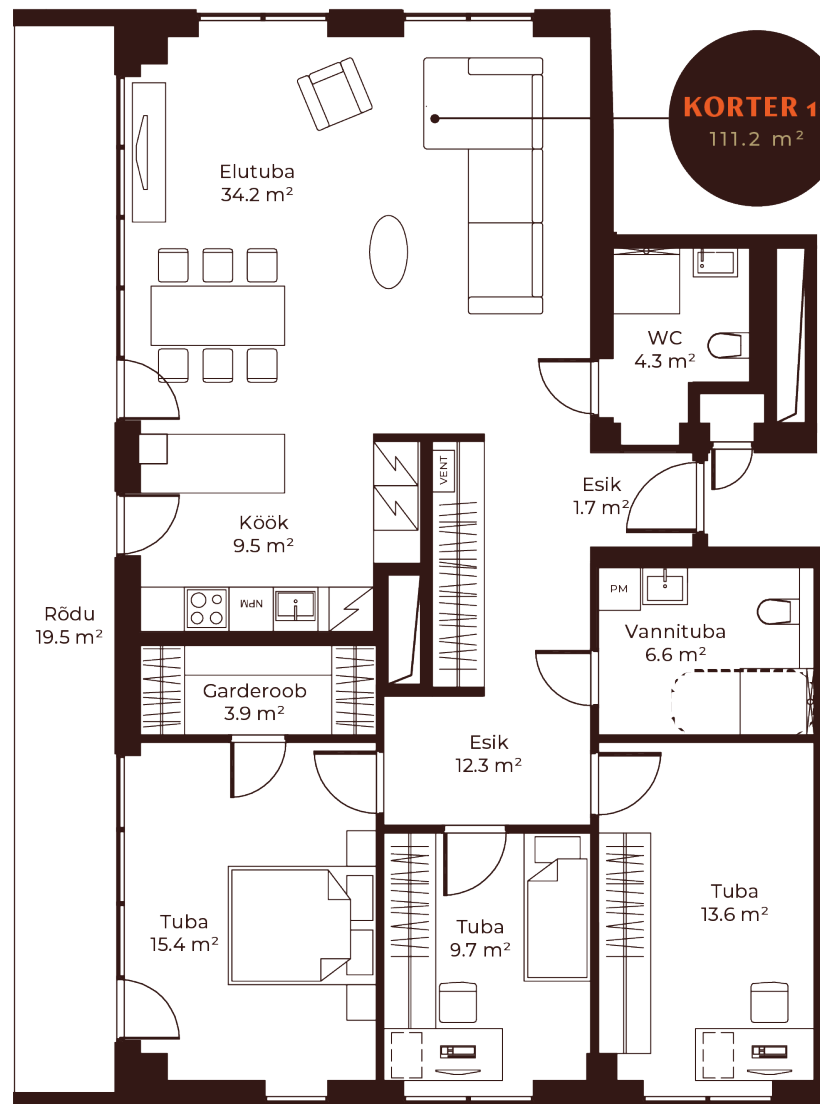 KORTER 1
111.2 m²
Elutuba
34.2 m²
WC
4.3 m²
VENT
Esik
1.7 m²
Köök
9.5 m²
NPM
PM
Rõdu
19.5 m²
Vannituba
6.6 m²
Garderoob
3.9 m²
Esik
12.3 m²
Tuba
15.4 m²
Tuba
9.7 m²
Tuba
13.6 m²